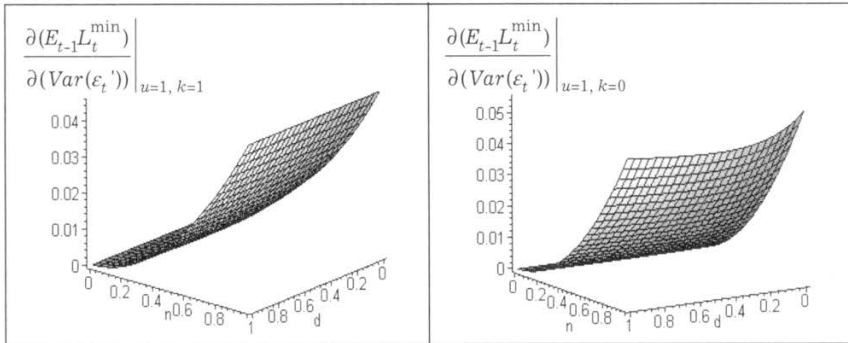 ∂(E_{t-1}L_t^{min})
∂(Var(ε_t')) |_{u=1, k=1}
0.04
0.03
0.02
0.01
0
0 0.2 0.4 n 0.6 0.8 1
0.8 0.6 d 0.4 0.2 0
∂(E_{t-1}L_t^{min})
∂(Var(ε_t')) |_{u=1, k=0}
0.05
0.04
0.03
0.02
0.01
0
0 0.2 0.4 n 0.6 0.8 1
0.8 0.6 d 0.4 0.2 0